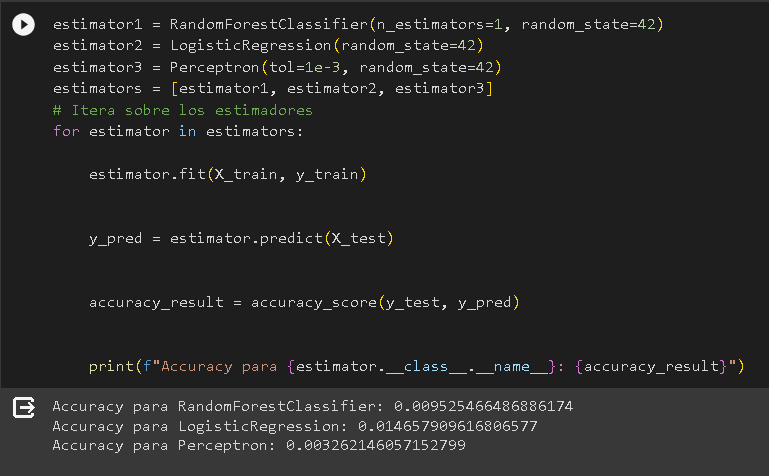 estimator1 = RandomForestClassifier(n_estimators=1, random_state=42)
estimator2 = LogisticRegression(random_state=42)
estimator3 = Perceptron(tol=1e-3, random_state=42)
estimators = [estimator1, estimator2, estimator3]
# Itera sobre los estimadores
for estimator in estimators:
estimator.fit(X_train, y_train)
y_pred = estimator.predict(X_test)
accuracy_result = accuracy_score(y_test, y_pred)
print(f"Accuracy para {estimator.__class__.__name__}: {accuracy_result}")
Accuracy para RandomForestClassifier: 0.009525466486886174
Accuracy para LogisticRegression: 0.014657909616806577
Accuracy para Perceptron: 0.003262146057152799